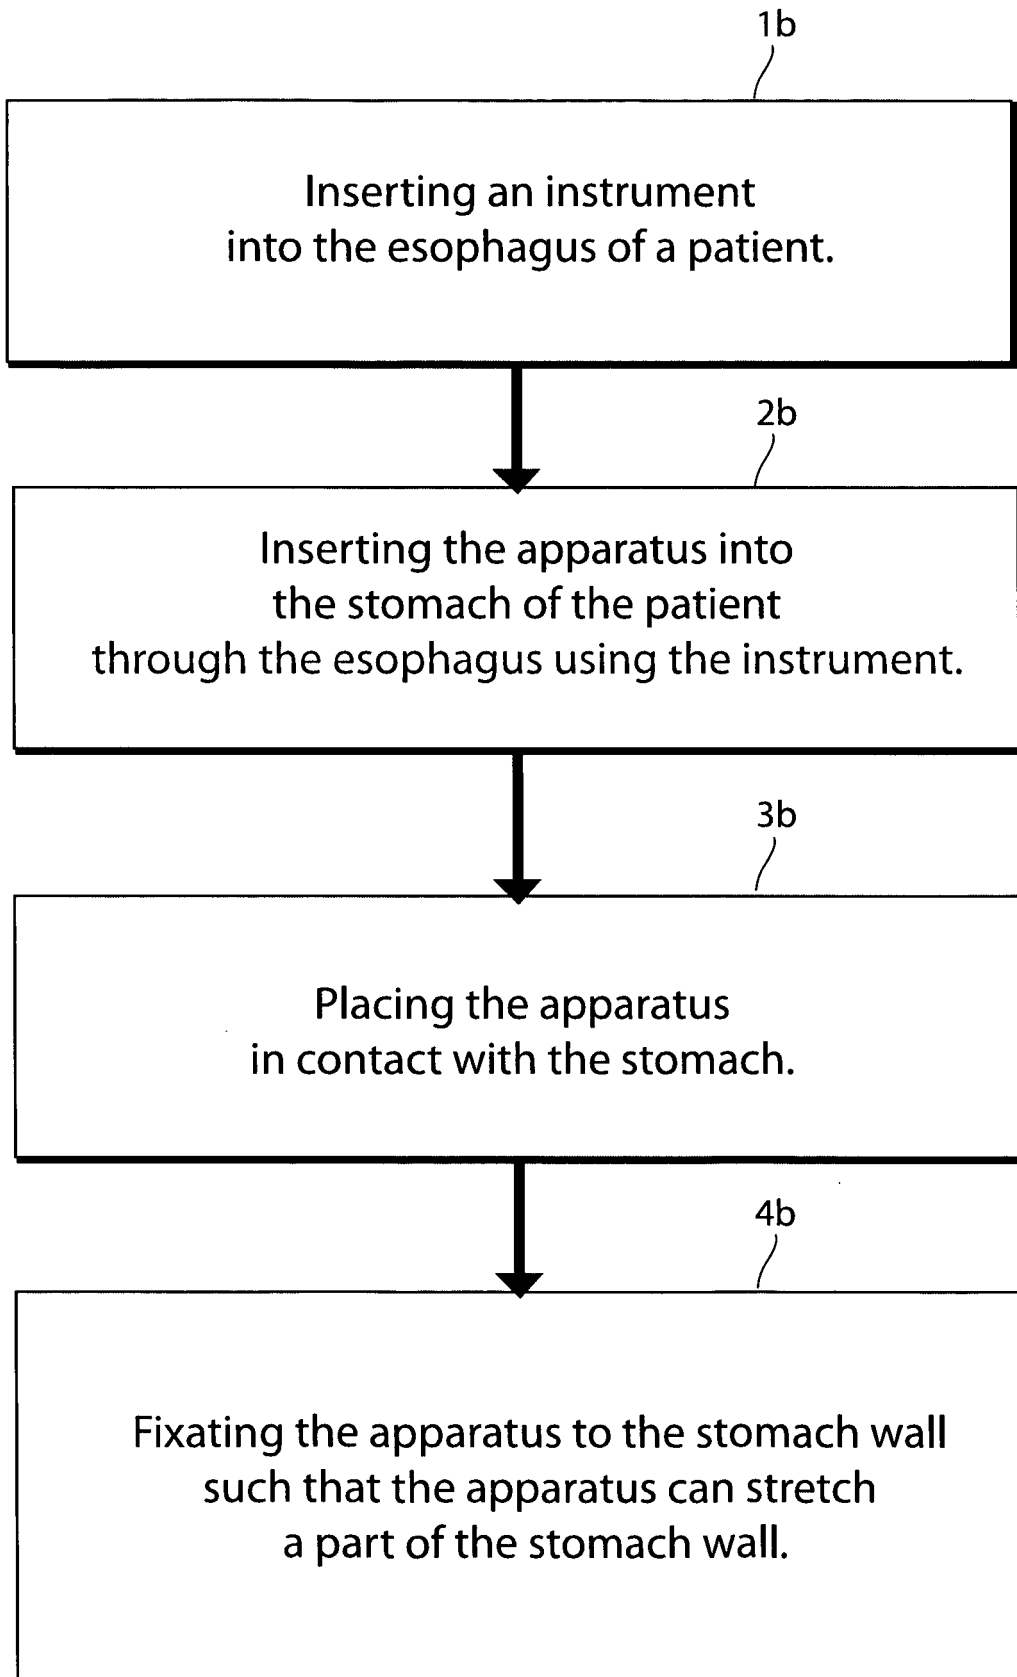 1b
Inserting an instrument
into the esophagus of a patient.
2b
Inserting the apparatus into
the stomach of the patient
through the esophagus using the instrument.
3b
Placing the apparatus
in contact with the stomach.
4b
Fixating the apparatus to the stomach wall
such that the apparatus can stretch
a part of the stomach wall.